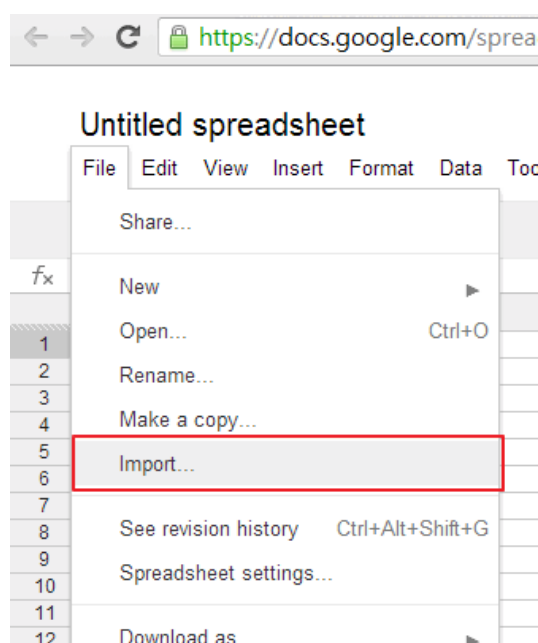 https://docs.google.com/sprea
Untitled spreadsheet
File Edit View Insert Format Data Too
Share...
fx
New
Open... Ctrl+O
1
Rename...
2
3
Make a copy...
4
5
Import...
6
7
See revision history Ctrl+Alt+Shift+G
8
9
Spreadsheet settings...
10
11
Download as
12